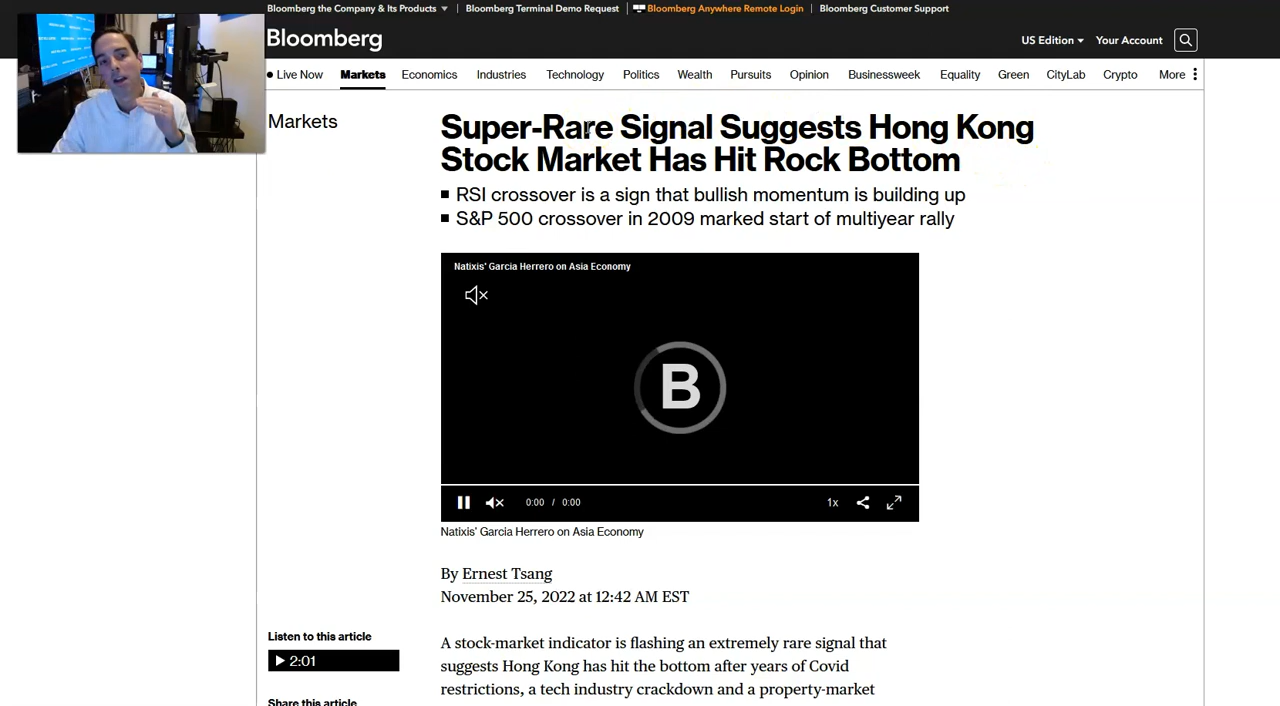 Bloomberg the Company & Its Products
Bloomberg Terminal Demo Request
Bloomberg Anywhere Remote Login
Bloomberg Customer Support
Bloomberg
US Edition
Your Account
Live Now
Markets
Economics
Industries
Technology
Politics
Wealth
Pursuits
Opinion
Businessweek
Equality
Green
CityLab
Crypto
More
Markets
Super-Rare Signal Suggests Hong Kong
Stock Market Has Hit Rock Bottom
RSI crossover is a sign that bullish momentum is building up
S&P 500 crossover in 2009 marked start of multiyear rally
Natixis' Garcia Herrero on Asia Economy
B
0:00 / 0:00
1x
Natixis' Garcia Herrero on Asia Economy
By Ernest Tsang
November 25, 2022 at 12:42 AM EST
Listen to this article
2:01
Share this article
A stock-market indicator is flashing an extremely rare signal that
suggests Hong Kong has hit the bottom after years of Covid
restrictions, a tech industry crackdown and a property-market